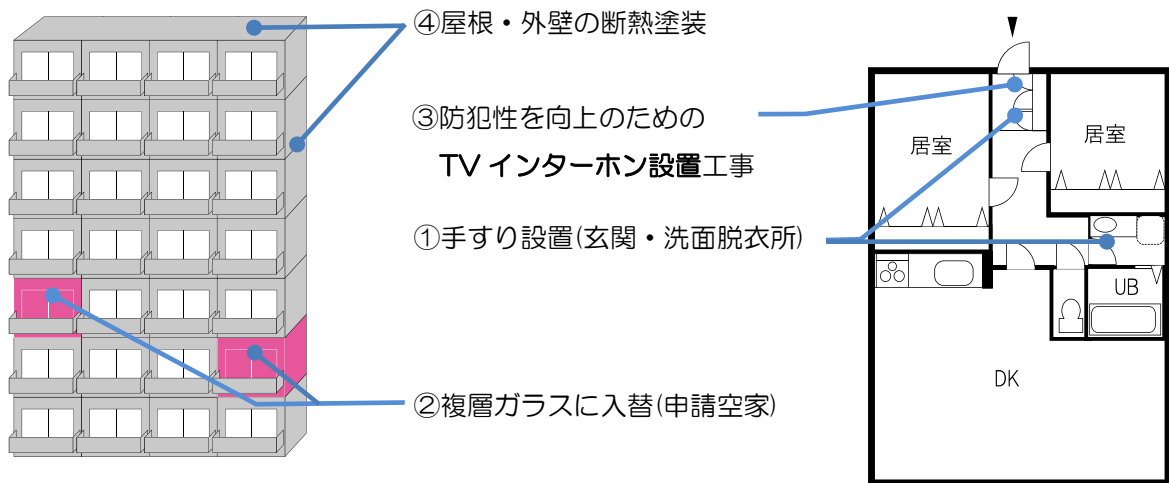 ④屋根・外壁の断熱塗装
③防犯性を向上のための
TVインターホン設置工事
①手すり設置(玄関・洗面脱衣所)
②複層ガラスに入替(申請空家)
居室
居室
UB
DK